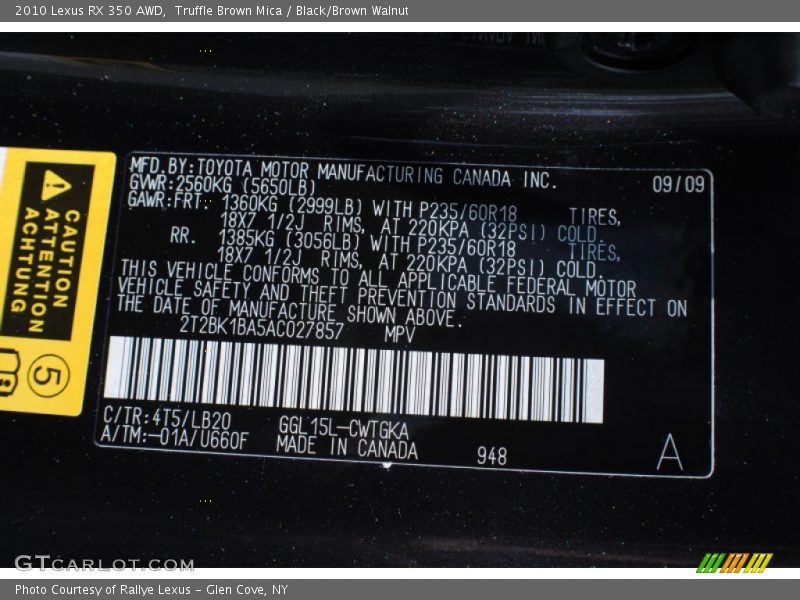 2010 Lexus RX 350 AWD, Truffle Brown Mica / Black/Brown Walnut
CAUTION
ATTENTION
ACHTUNG
5
MFD.BY:TOYOTA MOTOR MANUFACTURING CANADA INC. 09/09
GVWR:2560KG (5650LB)
GAWR:FRT. 1360KG (2999LB) WITH P235/60R18 TIRES,
18X7 1/2J RIMS, AT 220KPA (32PSI) COLD.
RR. 1385KG (3056LB) WITH P235/60R18 TIRES,
18X7 1/2J RIMS, AT 220KPA (32PSI) COLD.
THIS VEHICLE CONFORMS TO ALL APPLICABLE FEDERAL MOTOR
VEHICLE SAFETY AND THEFT PREVENTION STANDARDS IN EFFECT ON
THE DATE OF MANUFACTURE SHOWN ABOVE.
2T2BK1BA5AC027857 MPV
C/TR:4T5/LB20 GGL15L-CWTGKA
A/TM:-01A/U660F MADE IN CANADA 948 A
GTCARLOT.COM
Photo Courtesy of Rallye Lexus - Glen Cove, NY